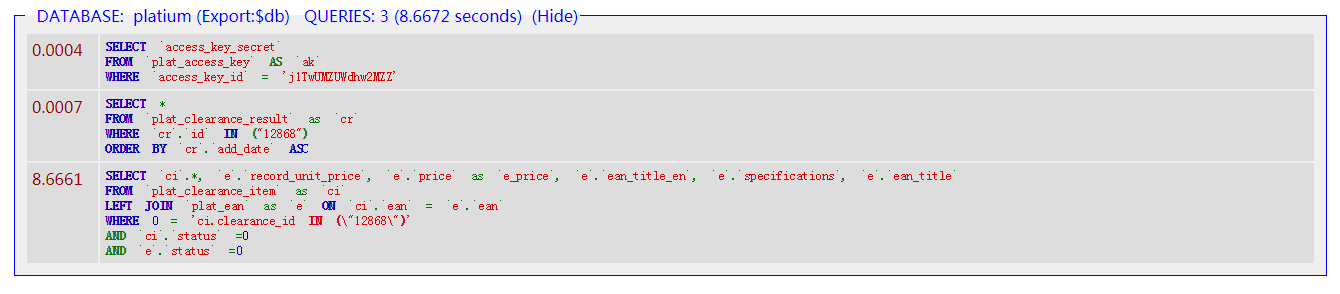 DATABASE: platium (Export:$db) QUERIES: 3 (8.6672 seconds) (Hide)
0.0004
SELECT `access_key_secret`
FROM `plat_access_key` AS `ak`
WHERE `access_key_id` = 'j1TwUMZUWdhw2MZZ'
0.0007
SELECT *
FROM `plat_clearance_result` as `cr`
WHERE `cr`.`id` IN ("12868")
ORDER BY `cr`.`add_date` ASC
8.6661
SELECT `ci`.*, `e`.`record_unit_price`, `e`.`price` as `e_price`, `e`.`ean_title_en`, `e`.`specifications`, `e`.`ean_title`
FROM `plat_clearance_item` as `ci`
LEFT JOIN `plat_ean` as `e` ON `ci`.`ean` = `e`.`ean`
WHERE 0 = 'ci.clearance_id IN (\"12868\")'
AND `ci`.`status` =0
AND `e`.`status` =0